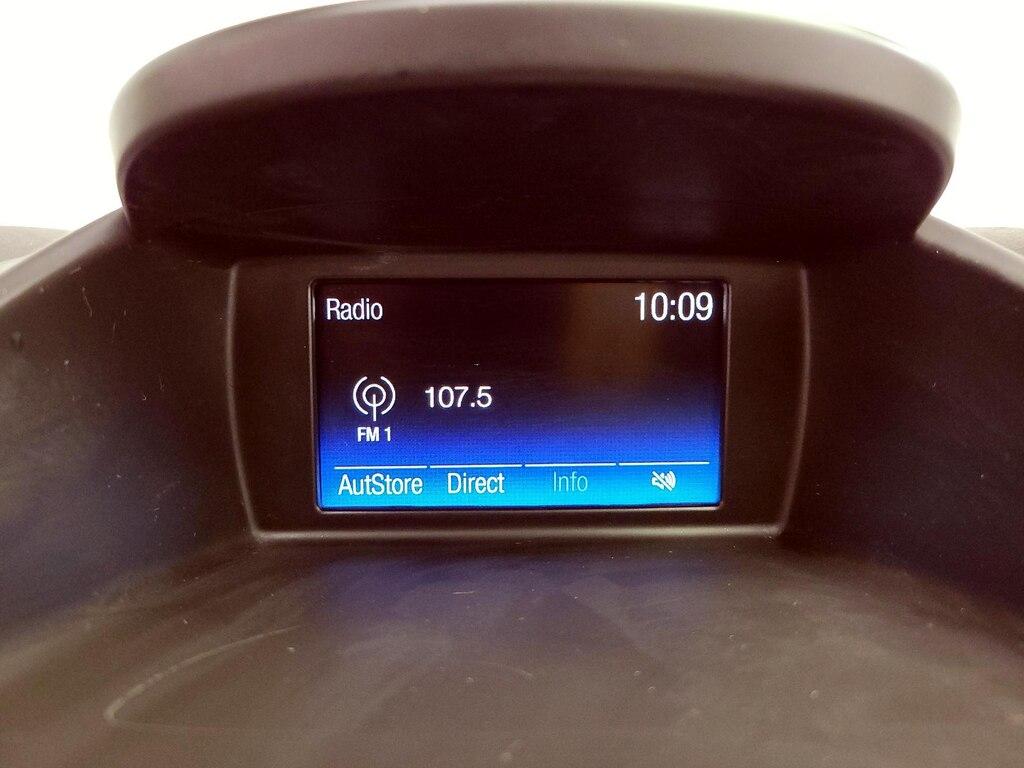 Radio 10:09
107.5
FM 1
AutStore Direct Info